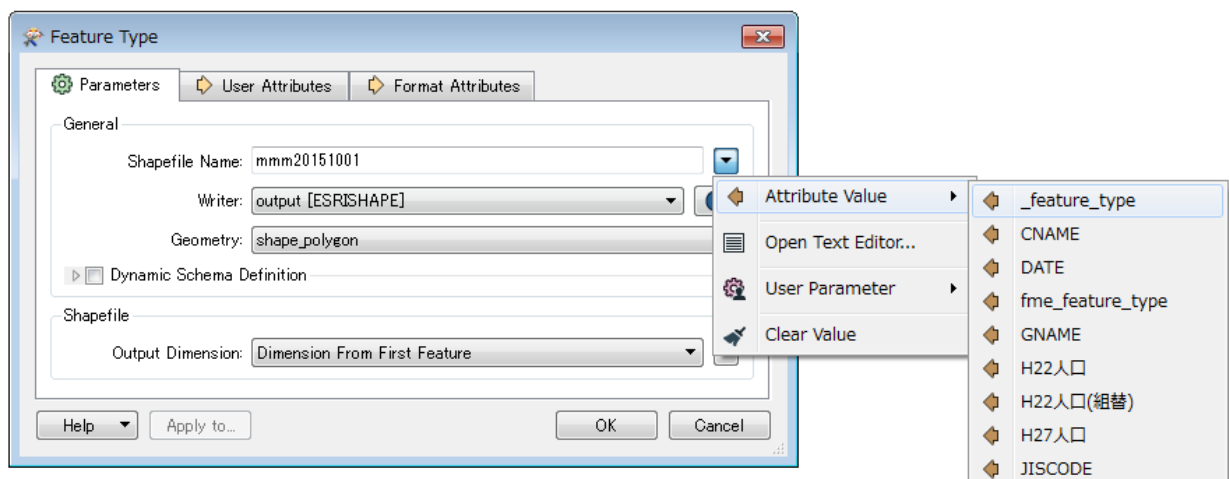 Feature Type
Parameters
User Attributes
Format Attributes
General
Shapefile Name: mmm20151001
Writer: output [ESRISHAPE]
Geometry: shape_polygon
Dynamic Schema Definition
Shapefile
Output Dimension: Dimension From First Feature
Help
Apply to...
OK
Cancel
Attribute Value
Open Text Editor...
User Parameter
Clear Value
_feature_type
CNAME
DATE
fme_feature_type
GNAME
H22人口
H22人口(組替)
H27人口
JISCODE